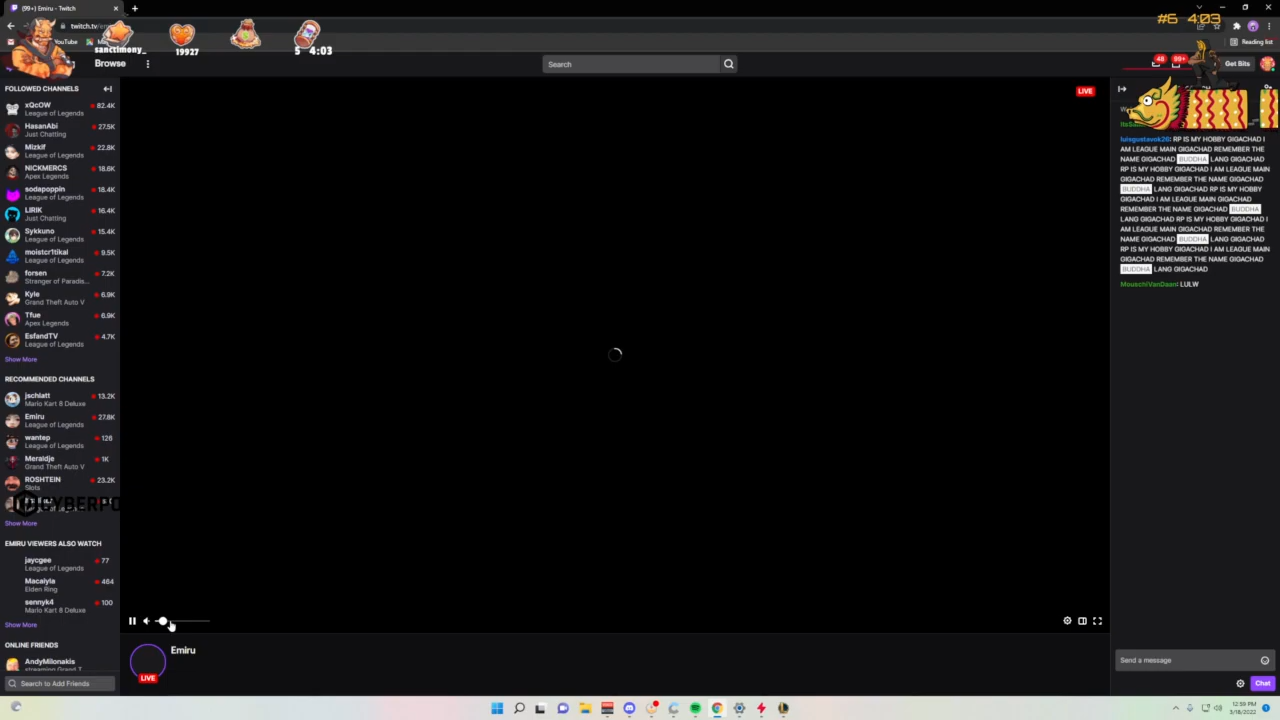 (99+) Emiru - Twitch
#6 4:03
twitch.tv/em
YouTube
Reading list
sanctimony_
19927
S 4:03
Browse
Search
48
99+
Get Bits
FOLLOWED CHANNELS
LIVE
xQcOW 82.4K
League of Legends
HasanAbi 27.5K
Just Chatting
Mizkif 22.8K
League of Legends
NICKMERCS 18.6K
Apex Legends
sodapoppin 18.4K
League of Legends
LIRIK 16.4K
Just Chatting
Sykkuno 15.4K
League of Legends
moistcr1tikal 9.5K
League of Legends
forsen 7.2K
Stranger of Paradis...
Kyle 6.9K
Grand Theft Auto V
Tfue 6.9K
Apex Legends
EsfandTV 4.7K
League of Legends
Show More
RECOMMENDED CHANNELS
jschlatt 13.2K
Mario Kart 8 Deluxe
Emiru 27.8K
League of Legends
wantep 126
League of Legends
Meraldje 1K
Grand Theft Auto V
ROSHTEIN 23.2K
Slots
CYBERPO
Show More
EMIRU VIEWERS ALSO WATCH
jaycgee 77
League of Legends
Macaiyla 464
Elden Ring
sennyk4 100
Mario Kart 8 Deluxe
Show More
ONLINE FRIENDS
AndyMilonakis
Search to Add Friends
Emiru
LIVE
luisgustavok20: RP IS MY HOBBY GIGACHAD I
AM LEAGUE MAIN GIGACHAD REMEMBER THE
NAME GIGACHAD BUDDHA LANG GIGACHAD
RP IS MY HOBBY GIGACHAD I AM LEAGUE MAIN
GIGACHAD REMEMBER THE NAME GIGACHAD
BUDDHA LANG GIGACHAD RP IS MY HOBBY
GIGACHAD I AM LEAGUE MAIN GIGACHAD
REMEMBER THE NAME GIGACHAD BUDDHA
LANG GIGACHAD RP IS MY HOBBY GIGACHAD I
AM LEAGUE MAIN GIGACHAD REMEMBER THE
NAME GIGACHAD BUDDHA LANG GIGACHAD
RP IS MY HOBBY GIGACHAD I AM LEAGUE MAIN
GIGACHAD REMEMBER THE NAME GIGACHAD
BUDDHA LANG GIGACHAD
MouschiVanDaan: LULW
Send a message
Chat
12:59 PM
3/18/2022